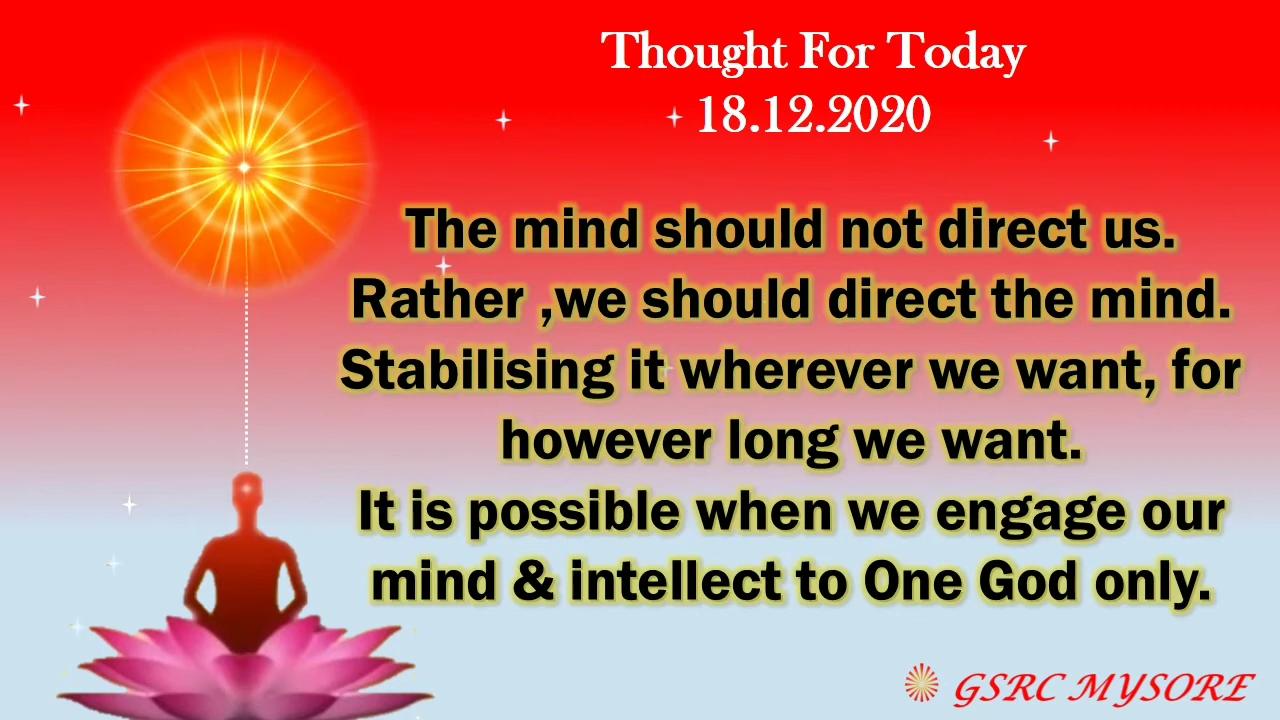 Thought For Today
18.12.2020
The mind should not direct us.
Rather ,we should direct the mind.
Stabilising it wherever we want, for
however long we want.
It is possible when we engage our
mind & intellect to One God only.
GSRC MYSORE